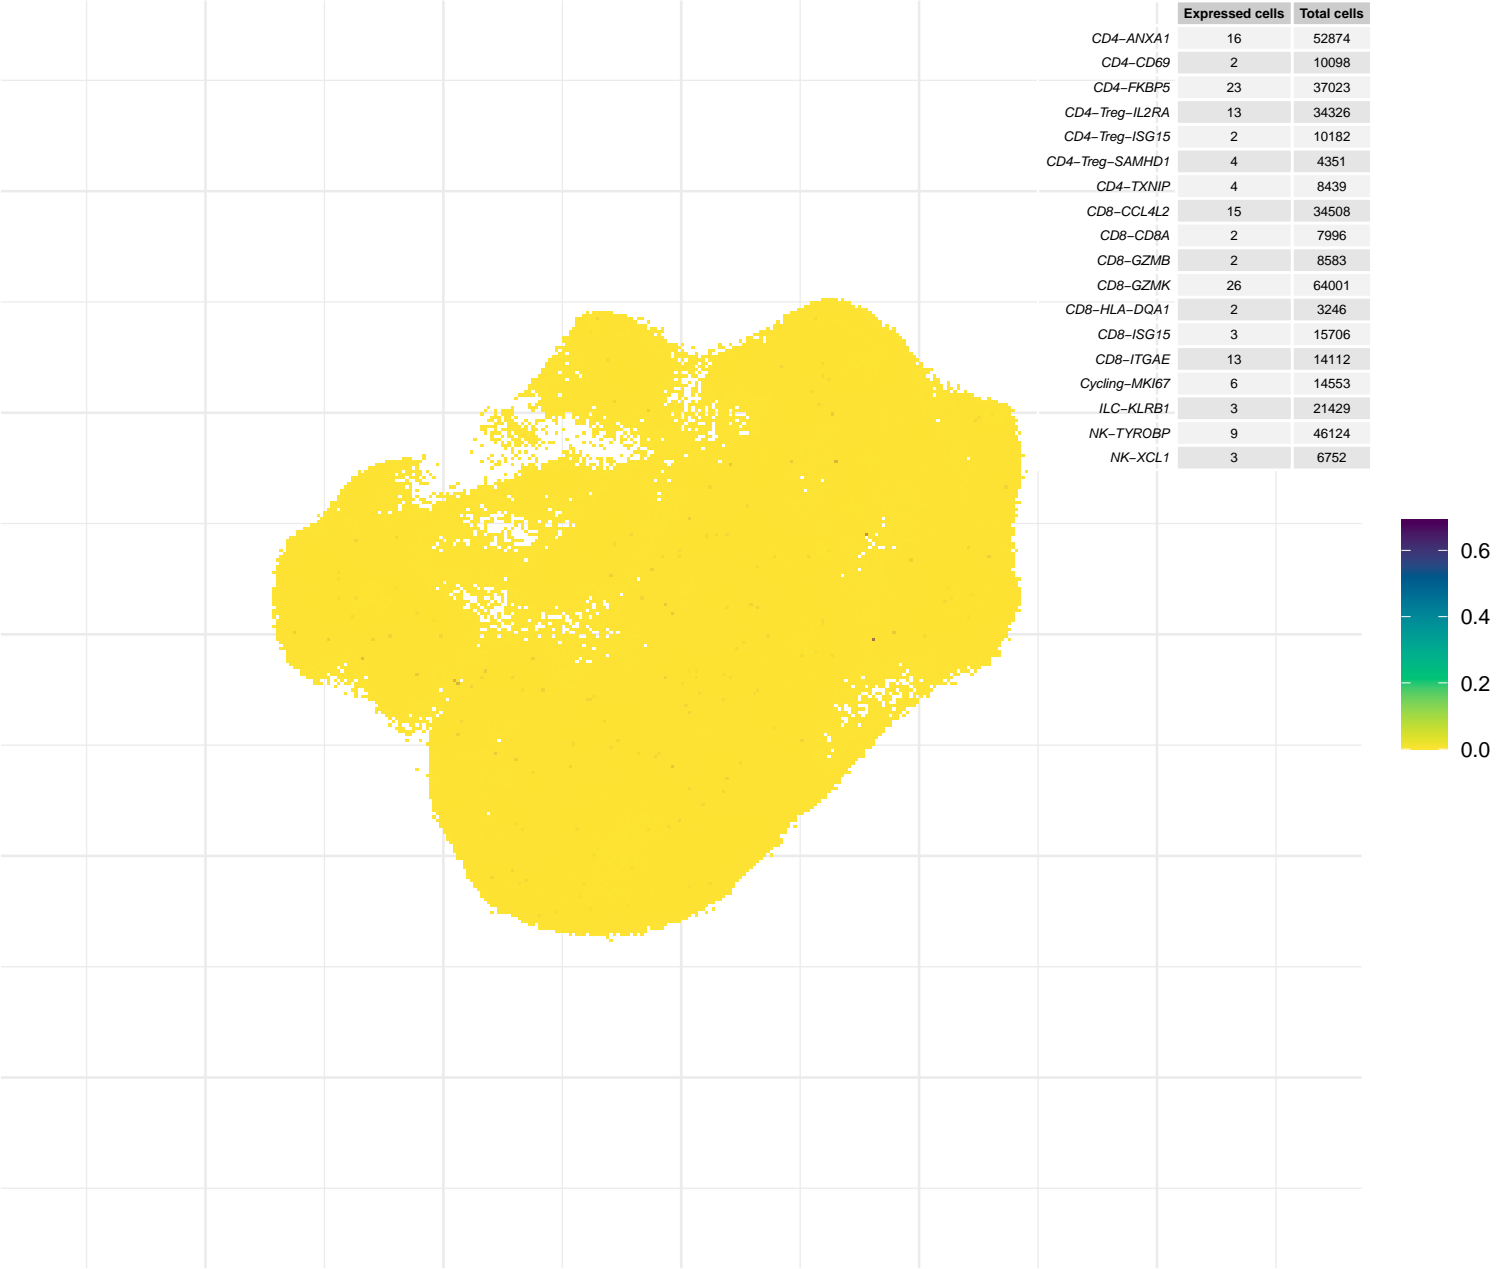 Expressed cells Total cells
CD4−ANXA1 16 52874
CD4−CD69 2 10098
CD4−FKBP5 23 37023
CD4−Treg−IL2RA 13 34326
CD4−Treg−ISG15 2 10182
CD4−Treg−SAMHD1 4 4351
CD4−TXNIP 4 8439
CD8−CCL4L2 15 34508
CD8−CD8A 2 7996
CD8−GZMB 2 8583
CD8−GZMK 26 64001
CD8−HLA−DQA1 2 3246
CD8−ISG15 3 15706
CD8−ITGAE 13 14112
Cycling−MKI67 6 14553
ILC−KLRB1 3 21429
NK−TYROBP 9 46124
NK−XCL1 3 6752
0.6
0.4
0.2
0.0